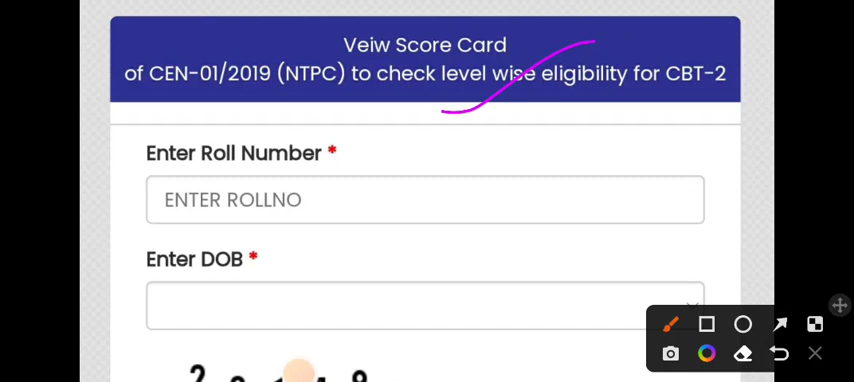 Veiw Score Card
of CEN-01/2019 (NTPC) to check level wise eligibility for CBT-2
Enter Roll Number *
ENTER ROLLNO
Enter DOB *